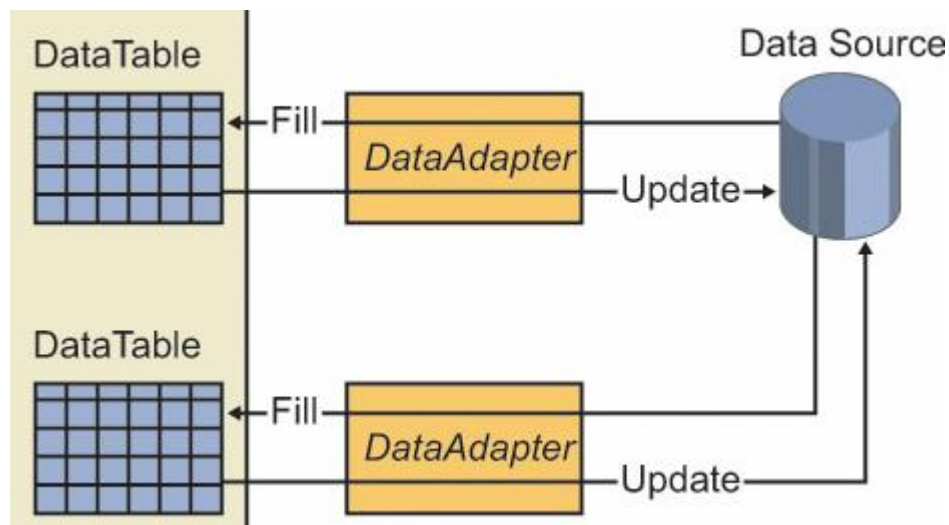 DataTable
Data Source
Fill
DataAdapter
Update
DataTable
Fill
DataAdapter
Update